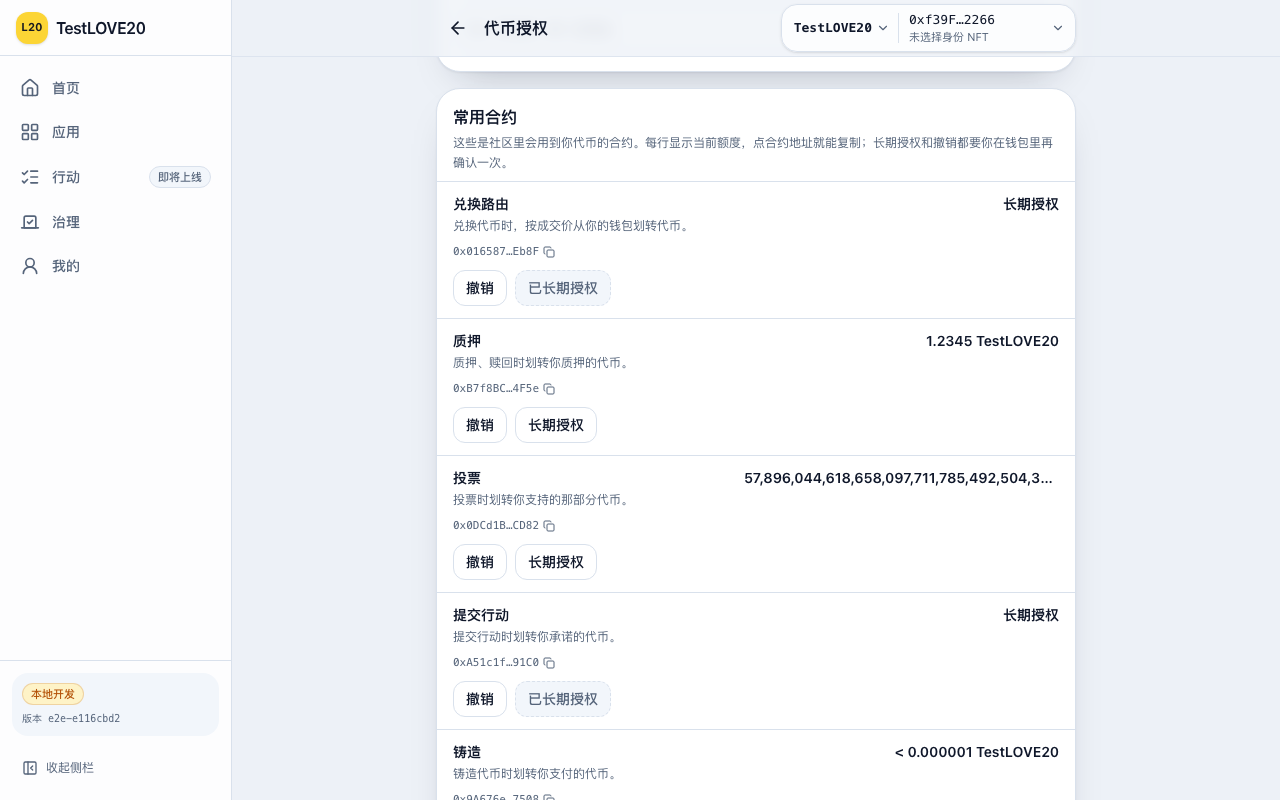 L20 TestLOVE20
首页
应用
行动 即将上线
治理
我的
本地开发
版本 e2e-e116cbd2
收起侧栏
代币授权
TestLOVE20
0xf39F…2266
未选择身份 NFT
常用合约
这些是社区里会用到你代币的合约。每行显示当前额度，点合约地址就能复制；长期授权和撤销都要你在钱包里再
确认一次。
兑换路由 长期授权
兑换代币时，按成交价从你的钱包划转代币。
0x016587…Eb8F
撤销 已长期授权
质押 1.2345 TestLOVE20
质押、赎回时划转你质押的代币。
0xB7f8BC…4F5e
撤销 长期授权
投票 57,896,044,618,658,097,711,785,492,504,3...
投票时划转你支持的那部分代币。
0x0DCd1B…CD82
撤销 长期授权
提交行动 长期授权
提交行动时划转你承诺的代币。
0xA51c1f…91C0
撤销 已长期授权
铸造 < 0.000001 TestLOVE20
铸造代币时划转你支付的代币。
0x9A676e…7508